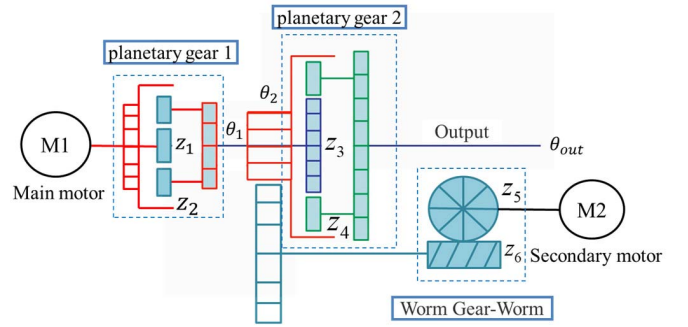 planetary gear 2
planetary gear 1
θ₂
M1
z₁
θ₁
z₃
Output
θout
Main motor
z₂
z₄
z₅
M2
z₆
Secondary motor
Worm Gear-Worm